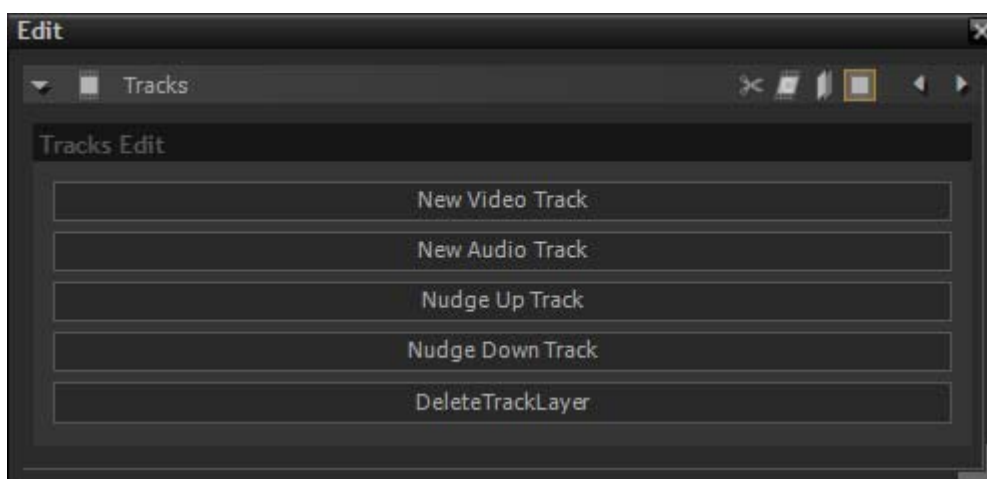 Edit
Tracks
Tracks Edit
New Video Track
New Audio Track
Nudge Up Track
Nudge Down Track
DeleteTrackLayer